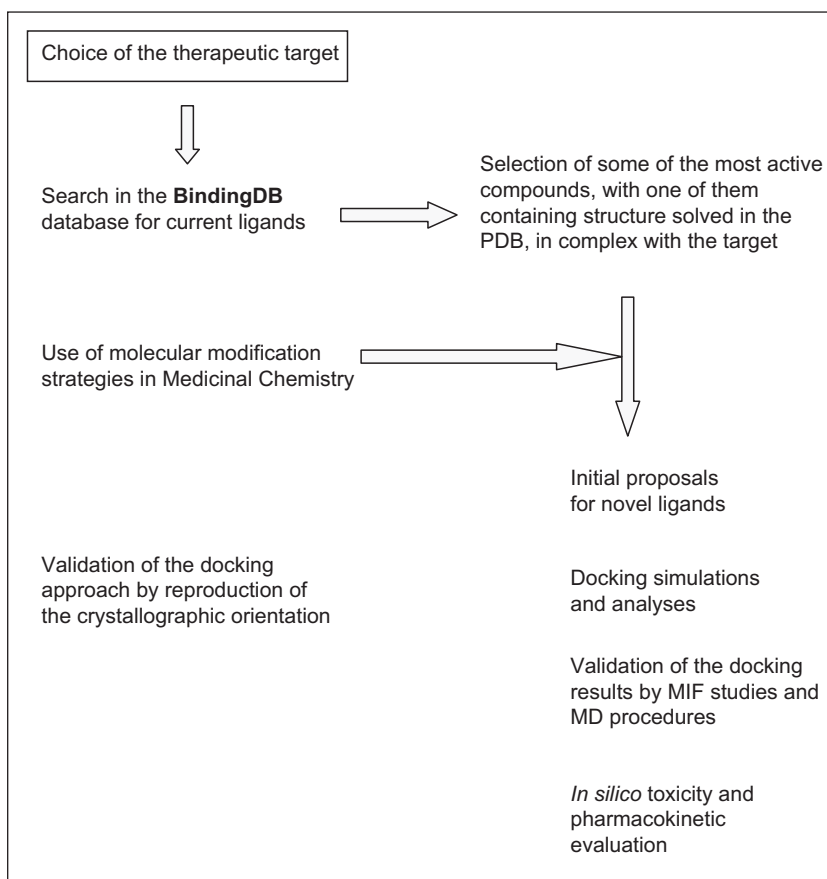 Choice of the therapeutic target
Search in the BindingDB
database for current ligands
Selection of some of the most active
compounds, with one of them
containing structure solved in the
PDB, in complex with the target
Use of molecular modification
strategies in Medicinal Chemistry
Initial proposals
for novel ligands
Validation of the docking
approach by reproduction of
the crystallographic orientation
Docking simulations
and analyses
Validation of the docking
results by MIF studies and
MD procedures
In silico toxicity and
pharmacokinetic
evaluation